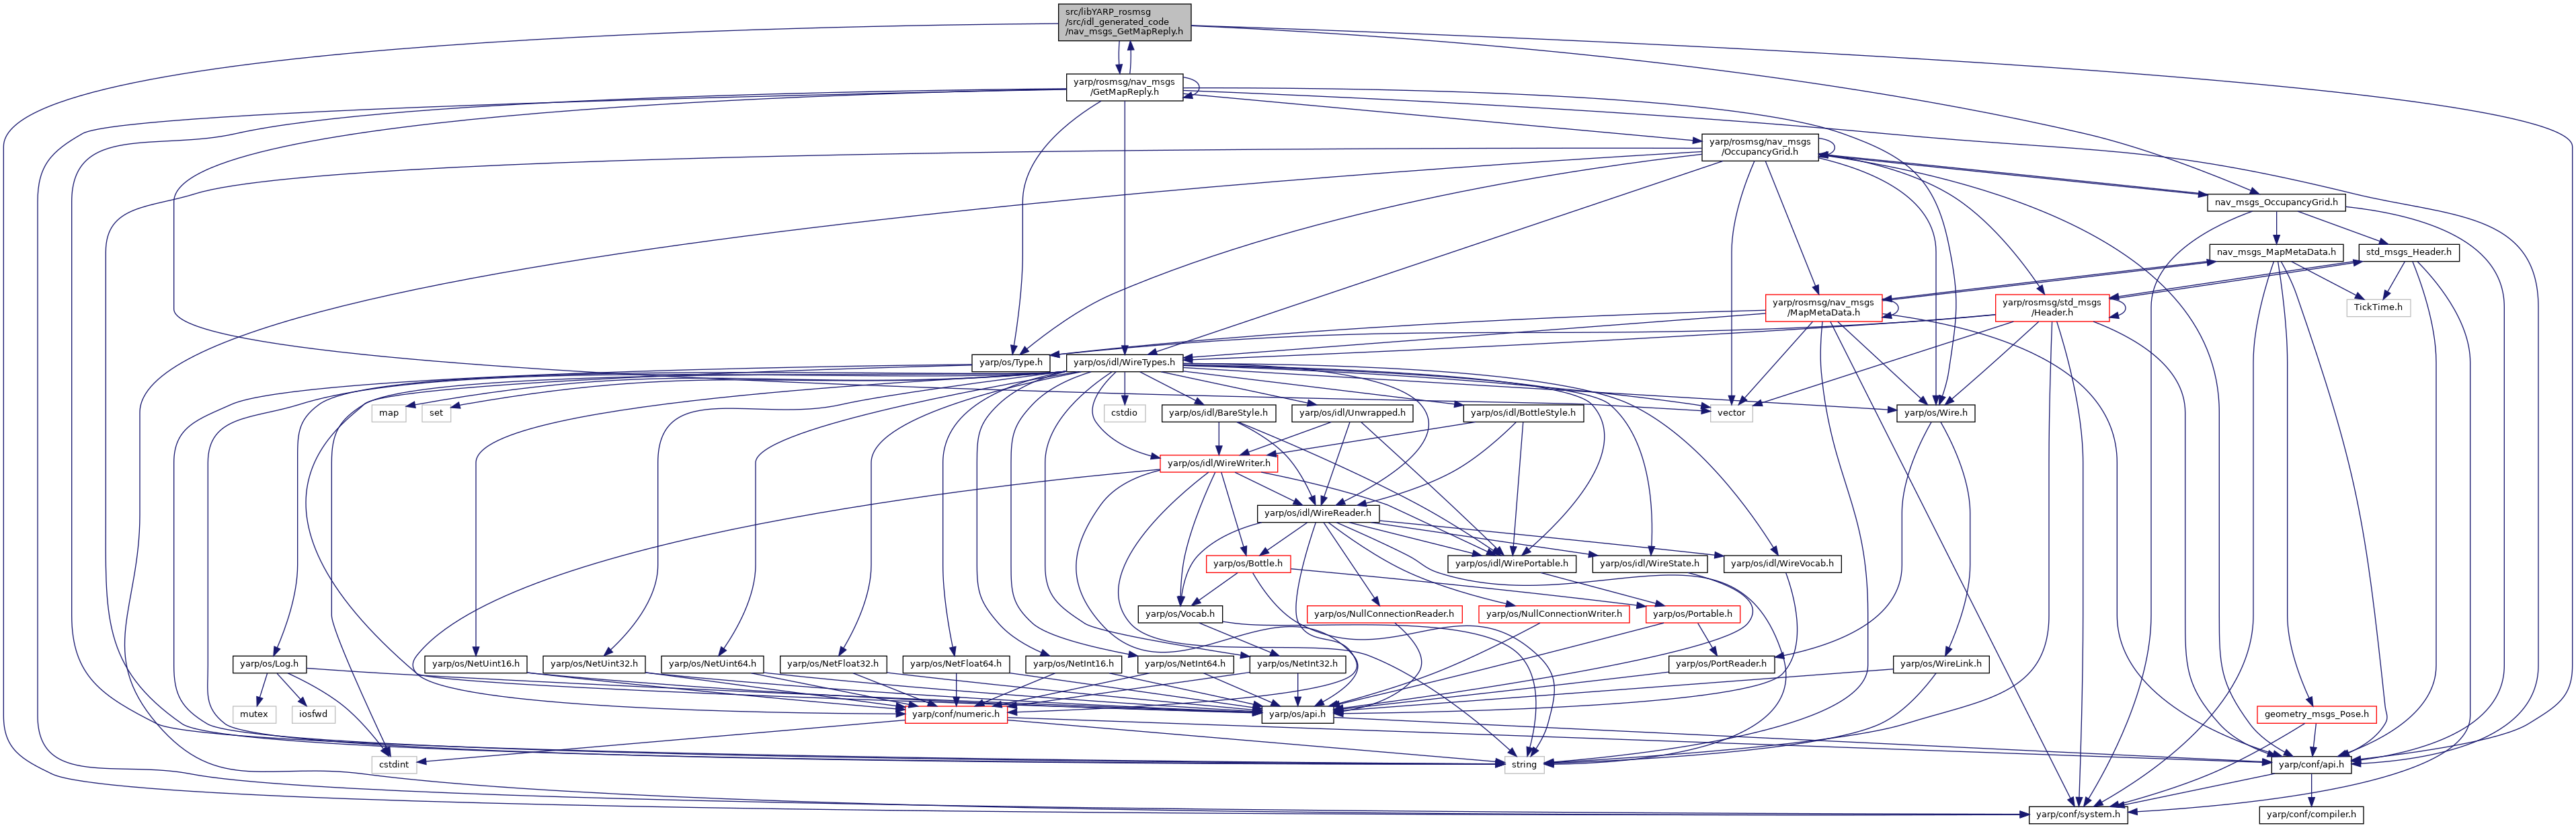 src/libYARP_rosmsg
/src/idl_generated_code
/nav_msgs_GetMapReply.h
yarp/rosmsg/nav_msgs
/GetMapReply.h
yarp/rosmsg/nav_msgs
/OccupancyGrid.h
nav_msgs_OccupancyGrid.h
nav_msgs_MapMetaData.h
std_msgs_Header.h
yarp/rosmsg/nav_msgs
/MapMetaData.h
yarp/rosmsg/std_msgs
/Header.h
TickTime.h
yarp/os/Type.h
yarp/os/idl/WireTypes.h
map
set
cstdio
yarp/os/idl/BareStyle.h
yarp/os/idl/Unwrapped.h
yarp/os/idl/BottleStyle.h
vector
yarp/os/Wire.h
yarp/os/idl/WireWriter.h
yarp/os/idl/WireReader.h
yarp/os/Bottle.h
yarp/os/idl/WirePortable.h
yarp/os/idl/WireState.h
yarp/os/idl/WireVocab.h
yarp/os/Vocab.h
yarp/os/NullConnectionReader.h
yarp/os/NullConnectionWriter.h
yarp/os/Portable.h
yarp/os/Log.h
yarp/os/NetUint16.h
yarp/os/NetUint32.h
yarp/os/NetUint64.h
yarp/os/NetFloat32.h
yarp/os/NetFloat64.h
yarp/os/NetInt16.h
yarp/os/NetInt64.h
yarp/os/NetInt32.h
yarp/os/PortReader.h
yarp/os/WireLink.h
mutex
iosfwd
yarp/conf/numeric.h
yarp/os/api.h
geometry_msgs_Pose.h
cstdint
string
yarp/conf/api.h
yarp/conf/system.h
yarp/conf/compiler.h